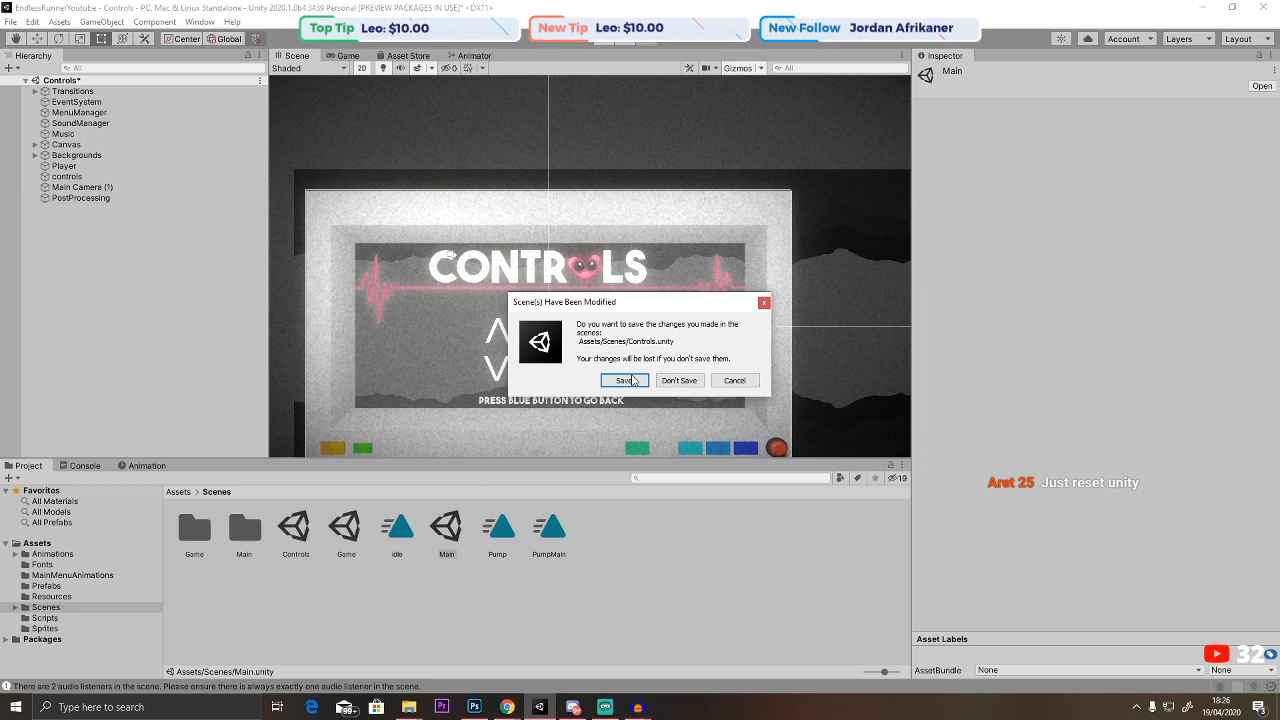 EndlessRunnerLudumdare - Controls - PC, Mac & Linux Standalone - Unity 2020.1.0b4.3439 Personal [PREVIEW PACKAGES IN USE]* <DX11>
Top Tip Leo: $10.00
New Tip Leo: $10.00
New Follow Jordan Afrikaner
File Edit Assets GameObject
Center Global
Account Layers Layout
Hierarchy
All
Controls*
Transitions
EventSystem
MenuManager
SoundManager
Music
Canvas
Backgrounds
Player
controls
Main Camera (1)
PostProcessing
Scene Game Asset Store Animator
Shaded 2D 0 Gizmos All
CONTROLS
PRESS BLUE BUTTON TO GO BACK
Scene(s) Have Been Modified
Do you want to save the changes you made in the
scenes:
Assets/Scenes/Controls.unity
Your changes will be lost if you don't save them.
Save Don't Save Cancel
Inspector
Main
Open
Aret 25 Just reset unity
Project Console Animation
19
Favorites
All Materials
All Models
All Prefabs
Assets
Animations
Fonts
MainMenuAnimations
Prefabs
Resources
Scenes
Scripts
Sprites
Packages
Assets > Scenes
Game Main Controls Game Idle Main Pump PumpMain
Assets/Scenes/Main.unity
Asset Labels
32
AssetBundle None None
There are 2 audio listeners in the scene. Please ensure there is always exactly one audio listener in the scene.
Type here to search
99+
Pr
Ps
18:26
19/04/2020